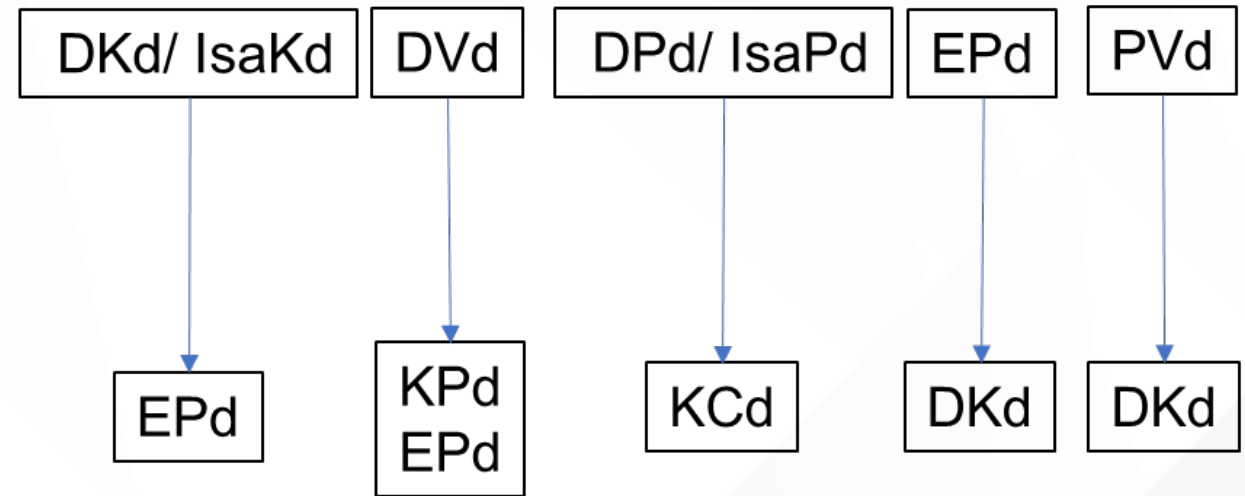 DKd/ IsaKd
DVd
DPd/ IsaPd
EPd
PVd
EPd
KPd
EPd
KCd
DKd
DKd